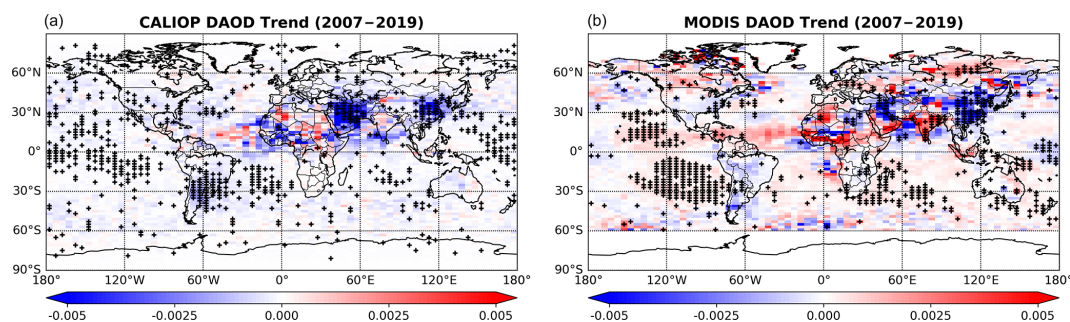 (a) CALIOP DAOD Trend (2007−2019)
60°N
30°N
0°
30°S
60°S
90°S
180° 120°W 60°W 0° 60°E 120°E 180°
-0.005 -0.0025 0.000 0.0025 0.005
(b) MODIS DAOD Trend (2007−2019)
60°N
30°N
0°
30°S
60°S
90°S
180° 120°W 60°W 0° 60°E 120°E 180°
-0.005 -0.0025 0.000 0.0025 0.005